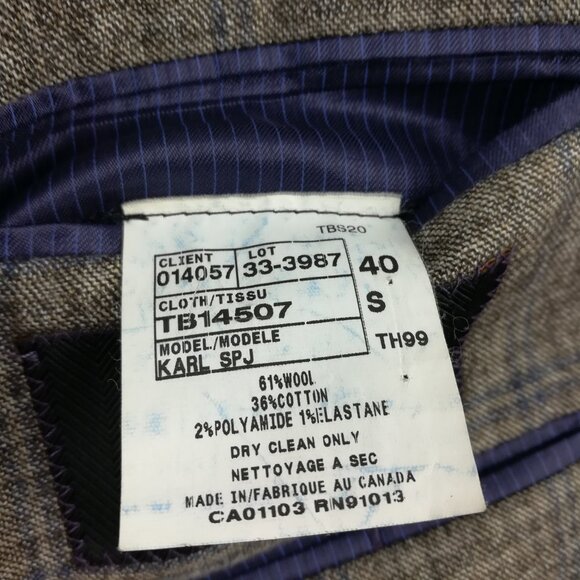 TBS20
CLIENT LOT
014057 33-3987 40
CLOTH/TISSU
TB14507 S
MODEL./MODELE
KARL SPJ TH99
61%WOOL
36%COTTON
2%POLYAMIDE 1%ELASTANE
DRY CLEAN ONLY
NETTOYAGE A SEC
MADE IN/FABRIQUE AU CANADA
CA01103 RN91013